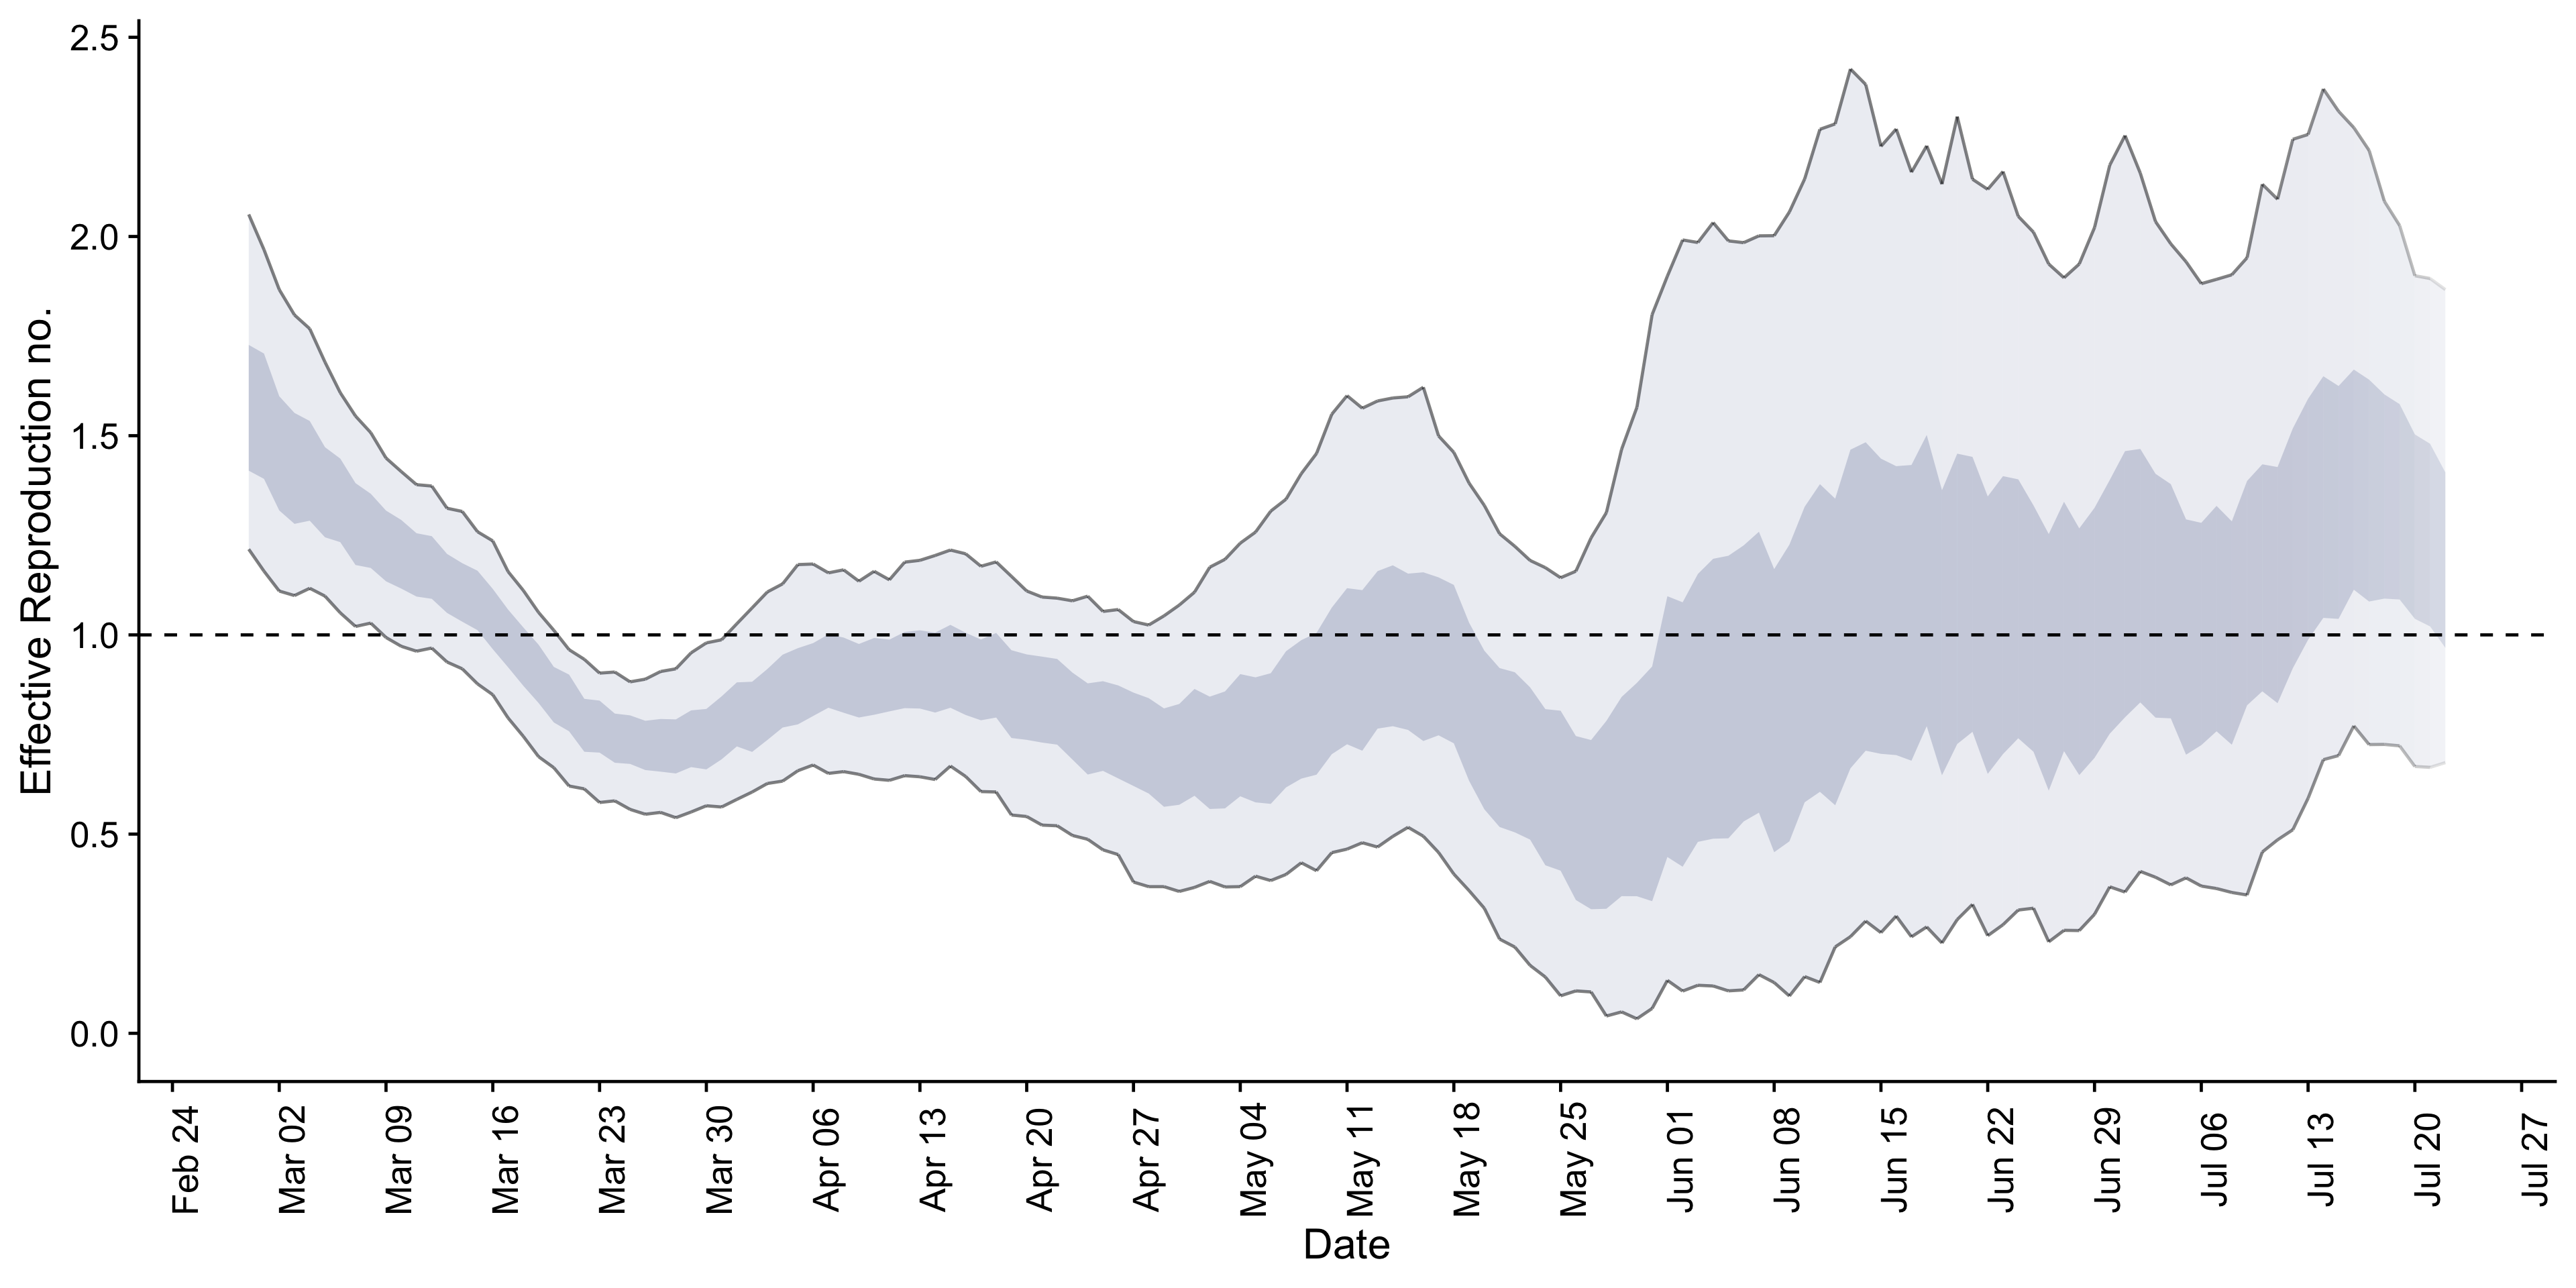 Effective Reproduction no.
2.5
2.0
1.5
1.0
0.5
0.0
Feb 24
Mar 02
Mar 09
Mar 16
Mar 23
Mar 30
Apr 06
Apr 13
Apr 20
Apr 27
May 04
May 11
May 18
May 25
Jun 01
Jun 08
Jun 15
Jun 22
Jun 29
Jul 06
Jul 13
Jul 20
Jul 27
Date